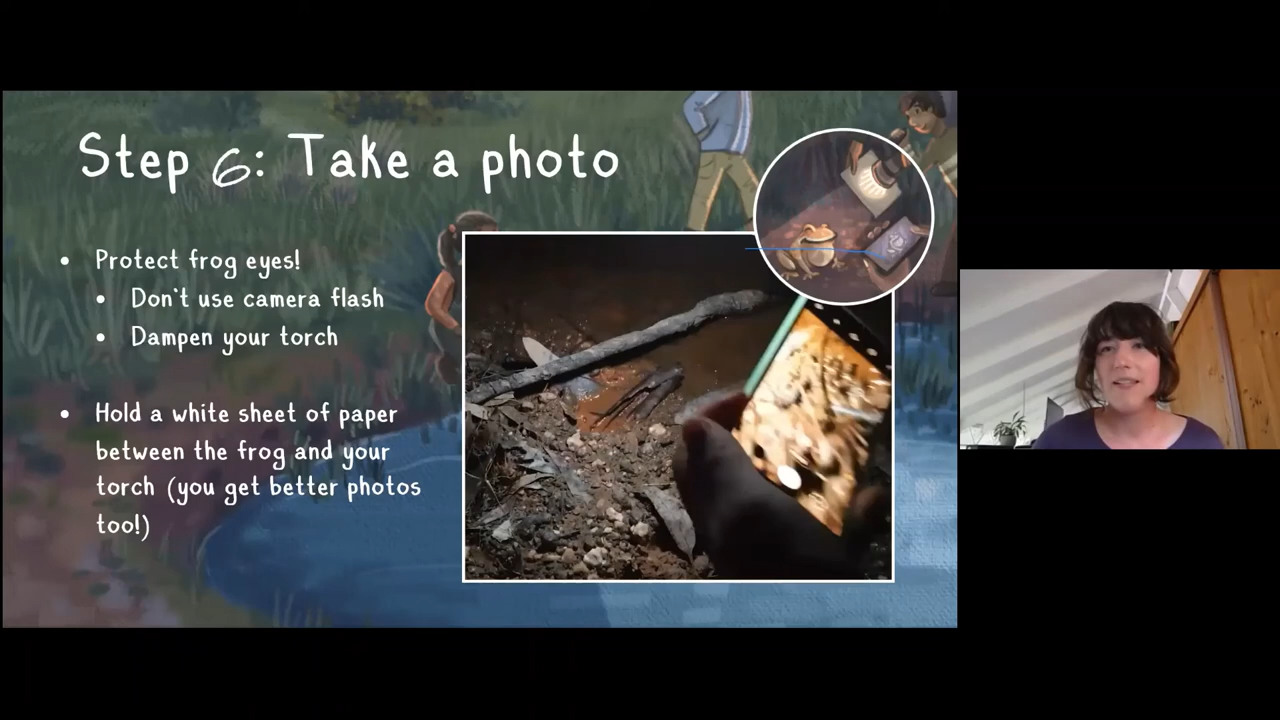 Step 6: Take a photo
Protect frog eyes!
Don't use camera flash
Dampen your torch
Hold a white sheet of paper
between the frog and your
torch (you get better photos
too!)